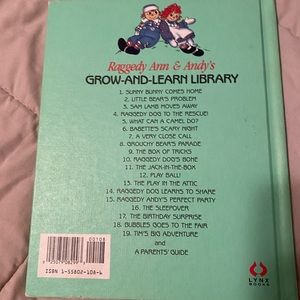 Raggedy Ann & Andy's
GROW-AND-LEARN LIBRARY
1. SUNNY BUNNY COMES HOME
2. LITTLE BEAR'S PROBLEM
3. SAM LAMB MOVES AWAY
4. RAGGEDY DOG TO THE RESCUE!
5. WHAT CAN A CAMEL DO?
6. BABETTE'S SCARY NIGHT
7. A VERY CLOSE CALL
8. GROUCHY BEAR'S PARADE
9. THE BOX OF TRICKS
10. RAGGEDY DOG'S BONE
11. THE JACK-IN-THE-BOX
12. PLAY BALL!
13. THE PLAY IN THE ATTIC
14. RAGGEDY DOG LEARNS TO SHARE
15. RAGGEDY ANDY'S PERFECT PARTY
16. THE SLEEPOVER
17. THE BIRTHDAY SURPRISE
18. BUBBLES GOES TO THE FAIR
19. TIM'S BIG ADVENTURE
and
A PARENTS' GUIDE
00108
ISBN 1-55802-108-6
LYNX
BOOKS